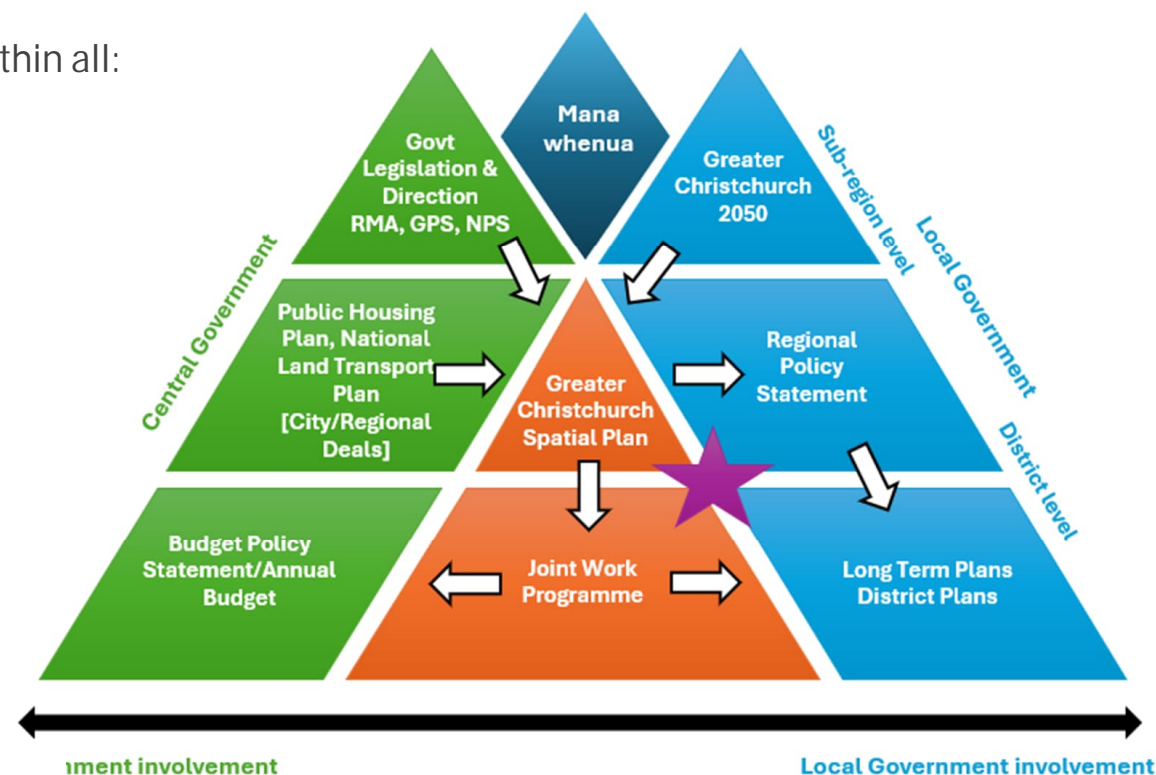 thin all:
Mana
whenua
Govt
Legislation &
Direction
RMA, GPS, NPS
Greater
Christchurch
2050
Sub-region level
Local Government
Central Government
Public Housing
Plan, National
Land Transport
Plan
[City/Regional
Deals]
Greater
Christchurch
Spatial Plan
Regional
Policy
Statement
District level
Budget Policy
Statement/Annual
Budget
Joint Work
Programme
Long Term Plans
District Plans
nment involvement
Local Government involvement